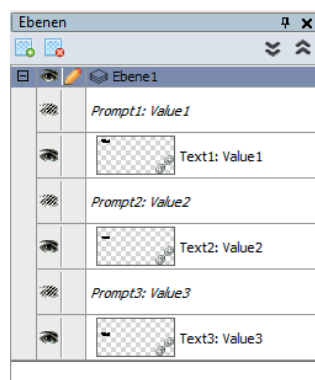 Ebenen
Ebene1
Prompt1: Value1
Text1: Value1
Prompt2: Value2
Text2: Value2
Prompt3: Value3
Text3: Value3